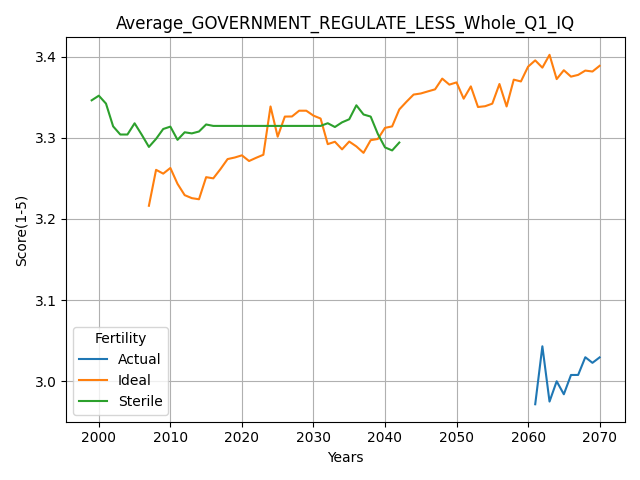 Average_GOVERNMENT_REGULATE_LESS_Whole_Q1_IQ
Score(1-5)
3.4
3.3
3.2
3.1
3.0
Fertility
Actual
Ideal
Sterile
2000 2010 2020 2030 2040 2050 2060 2070
Years